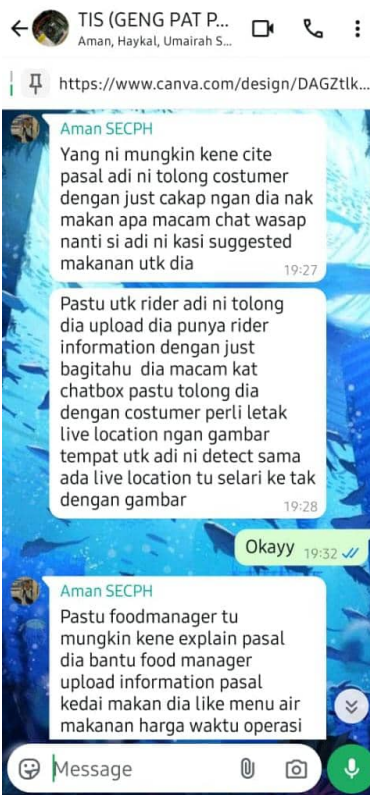 TIS (GENG PAT P...
Aman, Haykal, Umairah S...
https://www.canva.com/design/DAGZtlk...
Aman SECPH
Yang ni mungkin kene cite
pasal adi ni tolong costumer
dengan just cakap ngan dia nak
makan apa macam chat wasap
nanti si adi ni kasi suggested
makanan utk dia
19:27
Pastu utk rider adi ni tolong
dia upload dia punya rider
information dengan just
bagitahu dia macam kat
chatbox pastu tolong dia
dengan costumer perli letak
live location ngan gambar
tempat utk adi ni detect sama
ada live location tu selari ke tak
dengan gambar
19:28
Okayy 19:32
Aman SECPH
Pastu foodmanager tu
mungkin kene explain pasal
dia bantu food manager
upload information pasal
kedai makan dia like menu air
makanan harga waktu operasi
Message